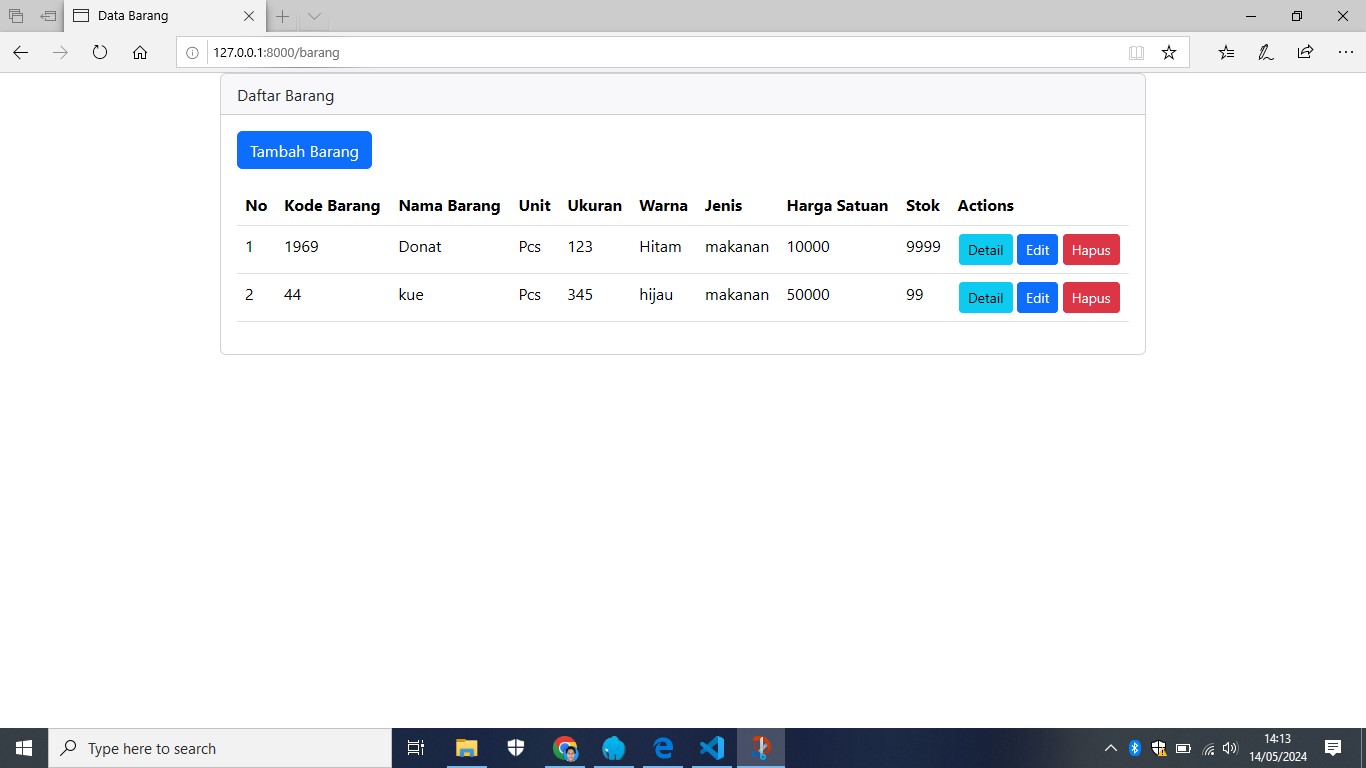 Data Barang
127.0.0.1:8000/barang
Daftar Barang
Tambah Barang
No Kode Barang Nama Barang Unit Ukuran Warna Jenis Harga Satuan Stok Actions
1 1969 Donat Pcs 123 Hitam makanan 10000 9999 Detail Edit Hapus
2 44 kue Pcs 345 hijau makanan 50000 99 Detail Edit Hapus
Type here to search
14:13
14/05/2024